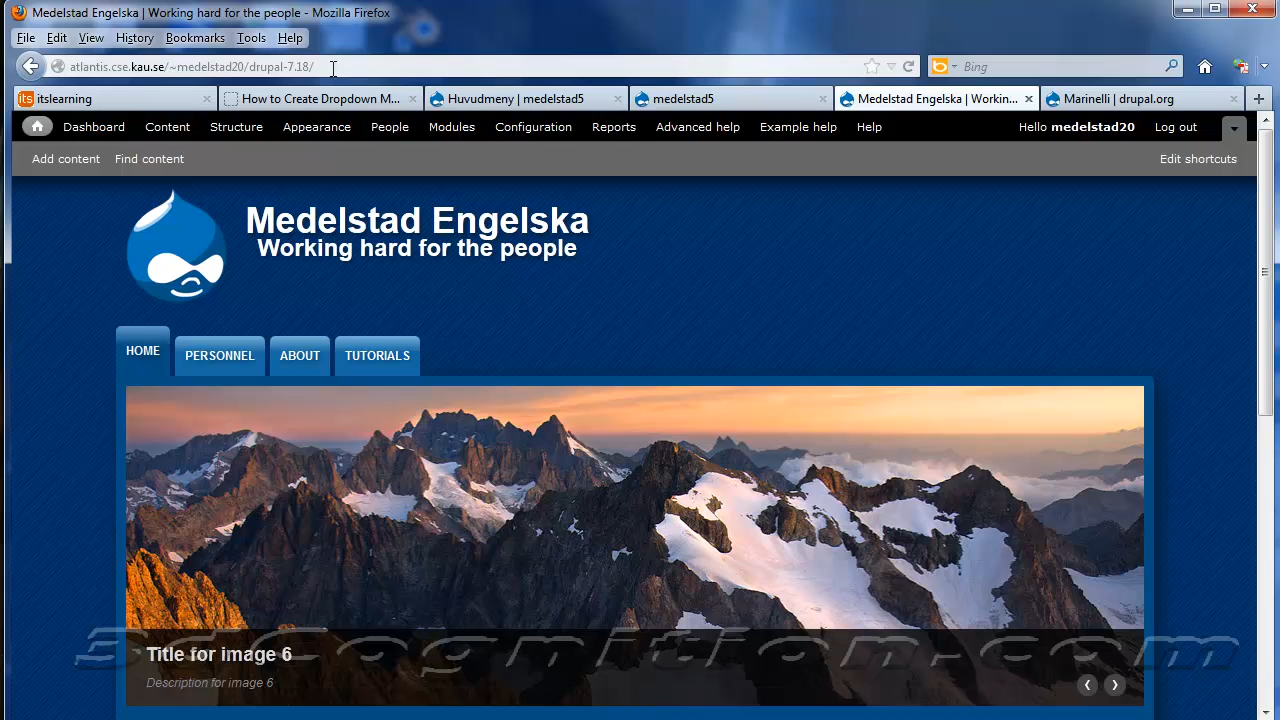 Medelstad Engelska | Working hard for the people - Mozilla Firefox
File Edit View History Bookmarks Tools Help
atlantis.cse.kau.se/~medelstad20/drupal-7.18/ Bing
itslearning How to Create Dropdown M... Huvudmeny | medelstad5 medelstad5 Medelstad Engelska | Workin... Marinelli | drupal.org
Dashboard Content Structure Appearance People Modules Configuration Reports Advanced help Example help Help Hello medelstad20 Log out
Add content Find content Edit shortcuts
Medelstad Engelska
Working hard for the people
HOME PERSONNEL ABOUT TUTORIALS
3dCognition.com
Title for image 6
Description for image 6